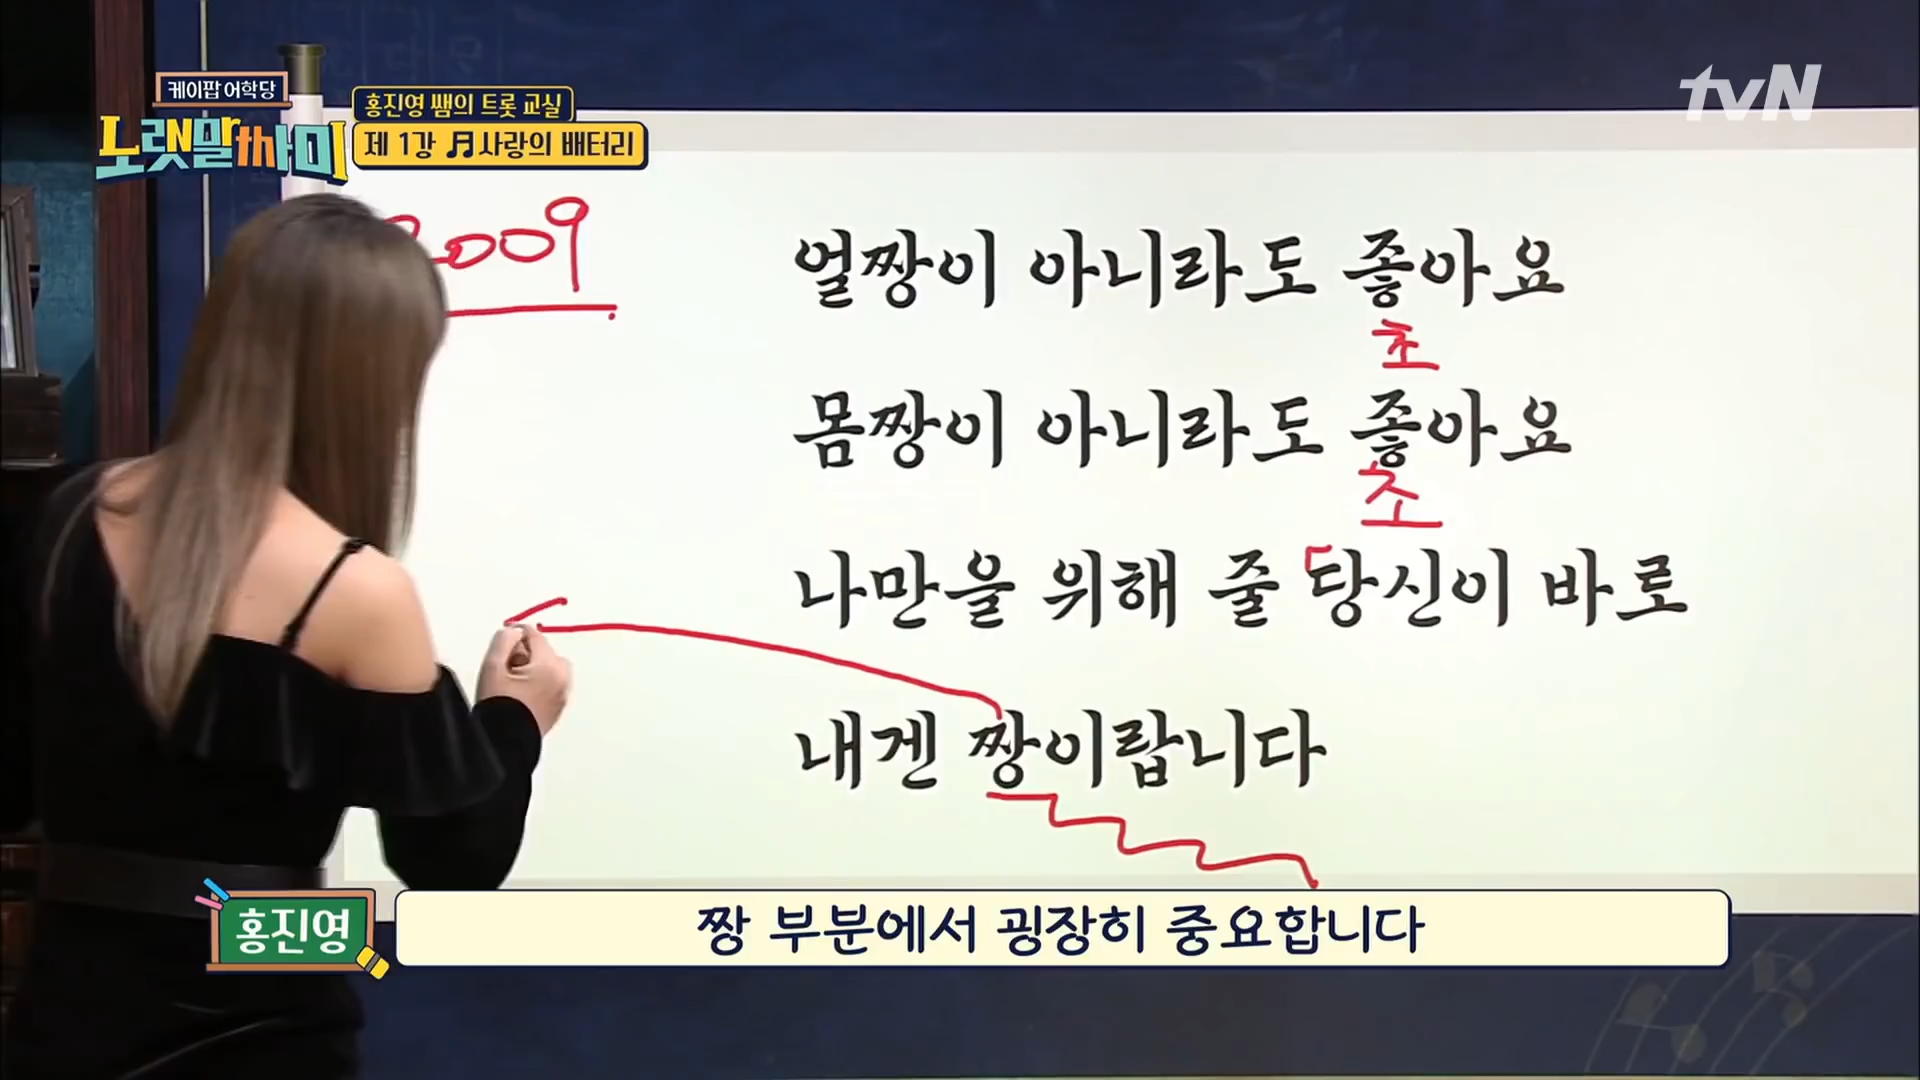 케이팝 어학당
노랫말싸미
홍진영 쌤의 트롯 교실
제 1강 ♬사랑의 배터리
tvN
2009
얼짱이 아니라도 좋아요
초
몸짱이 아니라도 좋아요
초
나만을 위해 줄 당신이 바로
내겐 짱이랍니다
홍진영
짱 부분에서 굉장히 중요합니다